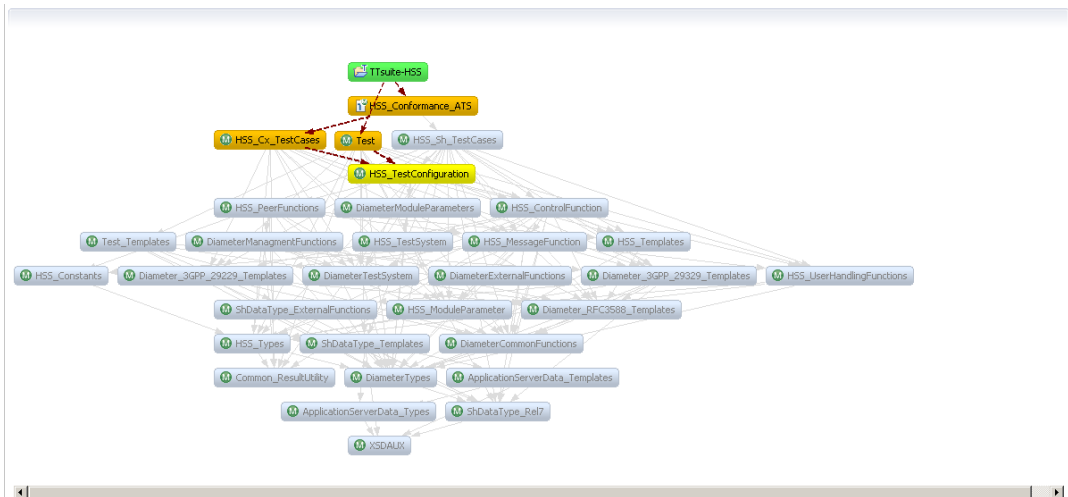 TTsuite-HSS
HSS_Conformance_ATS
HSS_Cx_TestCases Test HSS_Sh_TestCases
HSS_TestConfiguration
HSS_PeerFunctions DiameterModuleParameters HSS_ControlFunction
Test_Templates DiameterManagmentFunctions HSS_TestSystem HSS_MessageFunction HSS_Templates
HSS_Constants Diameter_3GPP_29229_Templates DiameterTestSystem DiameterExternalFunctions Diameter_3GPP_29329_Templates HSS_UserHandlingFunctions
ShDataType_ExternalFunctions HSS_ModuleParameter Diameter_RFC3588_Templates
HSS_Types ShDataType_Templates DiameterCommonFunctions
Common_ResultUtility DiameterTypes ApplicationServerData_Templates
ApplicationServerData_Types ShDataType_Rel7
XSDAUX